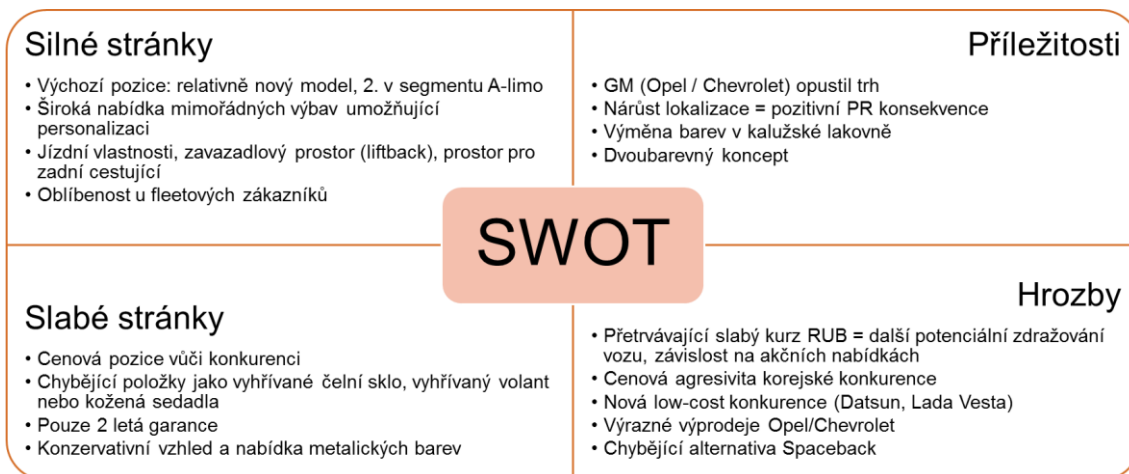 Silné stránky
• Výchozí pozice: relativně nový model, 2. v segmentu A-limo
• Široká nabídka mimořádných výbav umožňující
personalizaci
• Jízdní vlastnosti, zavazadlový prostor (liftback), prostor pro
zadní cestující
• Oblíbenost u fleetových zákazníků
Příležitosti
• GM (Opel / Chevrolet) opustil trh
• Nárůst lokalizace = pozitivní PR konsekvence
• Výměna barev v kalužské lakovně
• Dvoubarevný koncept
SWOT
Slabé stránky
• Cenová pozice vůči konkurenci
• Chybějící položky jako vyhřívané čelní sklo, vyhřívaný volant
nebo kožená sedadla
• Pouze 2 letá garance
• Konzervativní vzhled a nabídka metalických barev
Hrozby
• Přetrvávající slabý kurz RUB = další potenciální zdražování
vozu, závislost na akčních nabídkách
• Cenová agresivita korejské konkurence
• Nová low-cost konkurence (Datsun, Lada Vesta)
• Výrazné výprodeje Opel/Chevrolet
• Chybějící alternativa Spaceback